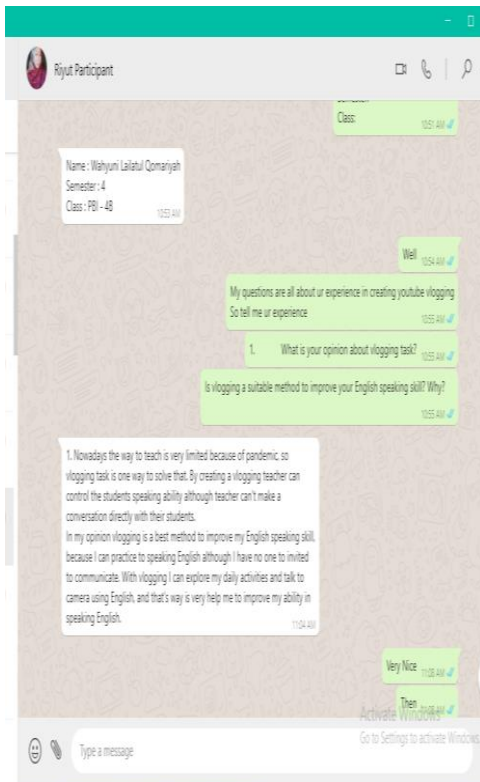 Riyut Participant
Class:
10:51 AM
Name : Wahyuni Lailatul Qomariyah
Semester : 4
Class : PBI - 4B
10:53 AM
Well 10:54 AM
My questions are all about ur experience in creating youtube vlogging
So tell me ur experience
10:55 AM
1. What is your opinion about vlogging task? 10:55 AM
Is vlogging a suitable method to improve your English speaking skill? Why?
10:55 AM
1. Nowadays the way to teach is very limited because of pandemic. so
vlogging task is one way to solve that. By creating a vlogging teacher can
control the students speaking ability although teacher can't make a
conversation directly with their students.
In my opinion vlogging is a best method to improve my English speaking skill.
because I can practice to speaking English although I have no one to invited
to communicate. With vlogging I can explore my daily activities and talk to
camera using English, and that's way is very help me to improve my ability in
speaking English.
11:04 AM
Very Nice 11:08 AM
Then 11:08 AM
Activate Windows
Go to Settings to activate Windows.
Type a message